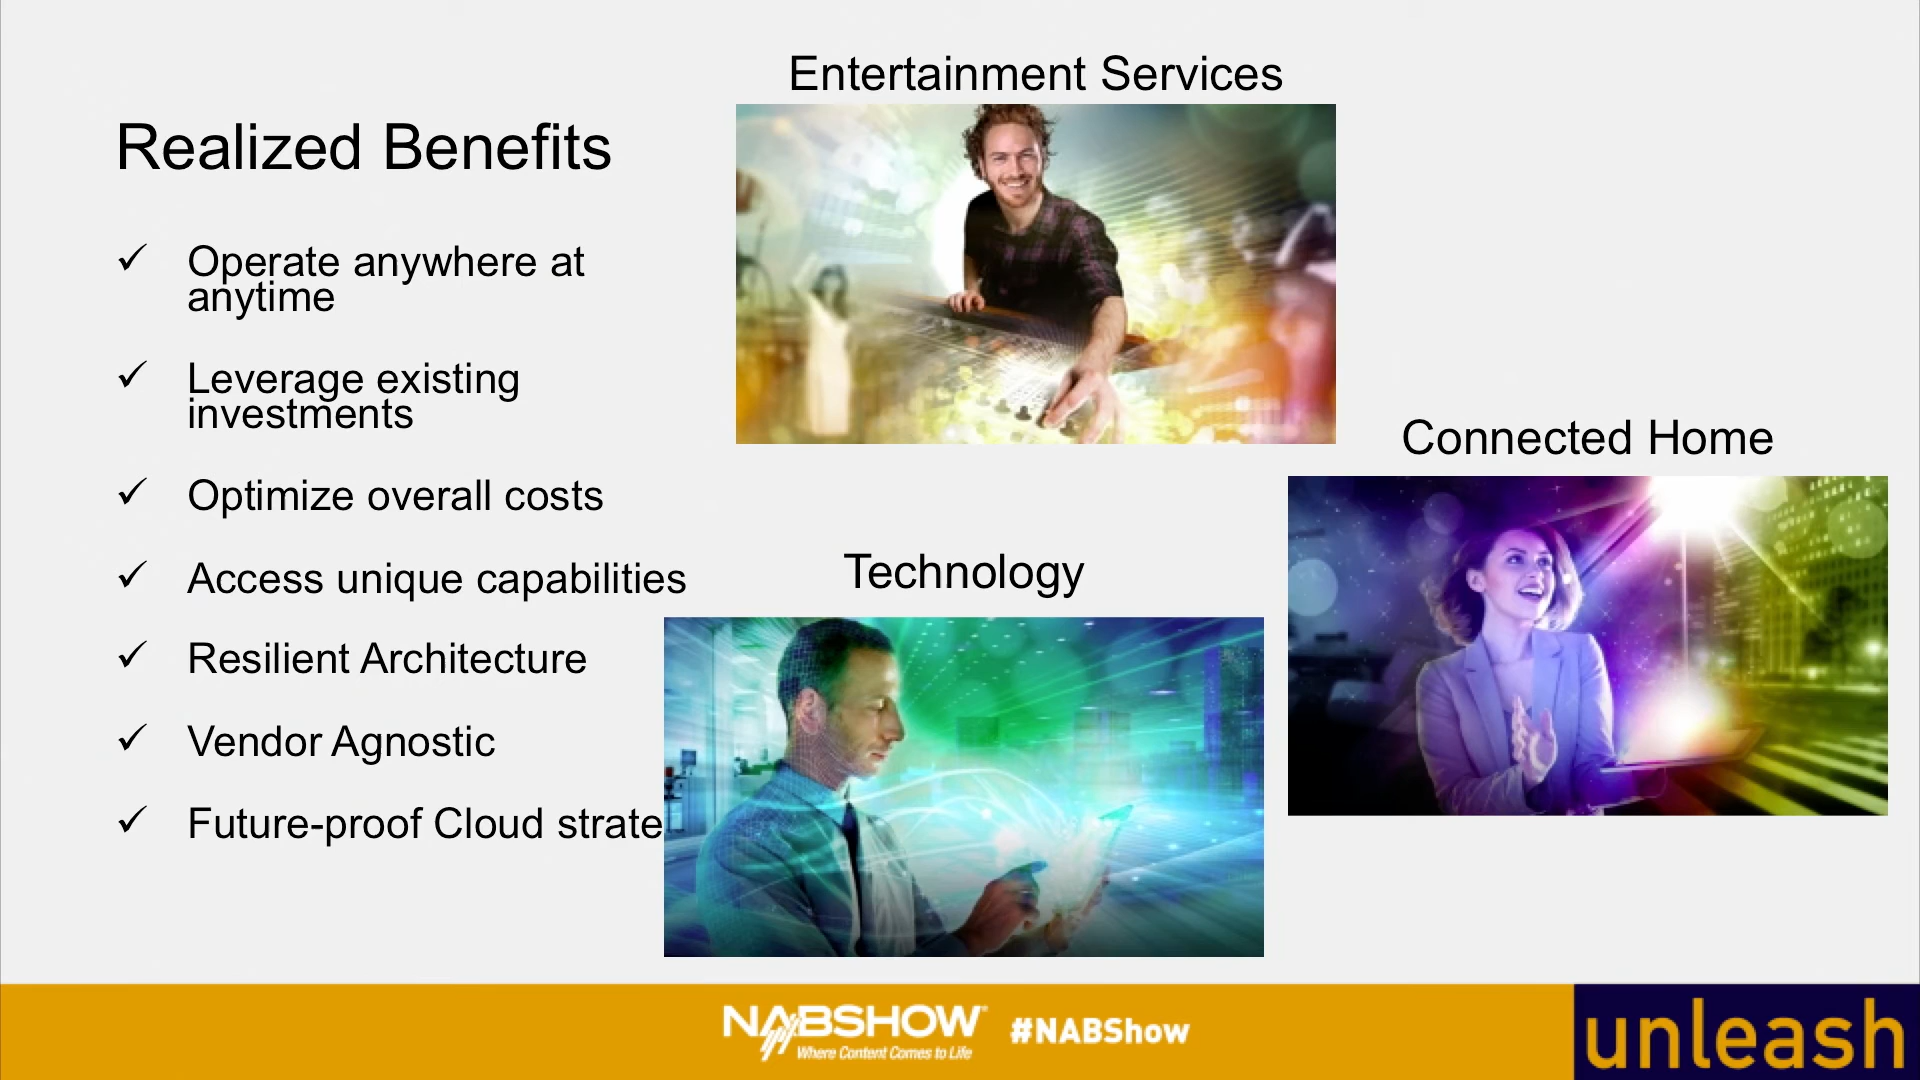 Entertainment Services
Realized Benefits
✓ Operate anywhere at
anytime
✓ Leverage existing
investments
✓ Optimize overall costs
✓ Access unique capabilities
✓ Resilient Architecture
✓ Vendor Agnostic
✓ Future-proof Cloud strate
Technology
Connected Home
NABSHOW
Where Content Comes to Life
#NABShow
unleash